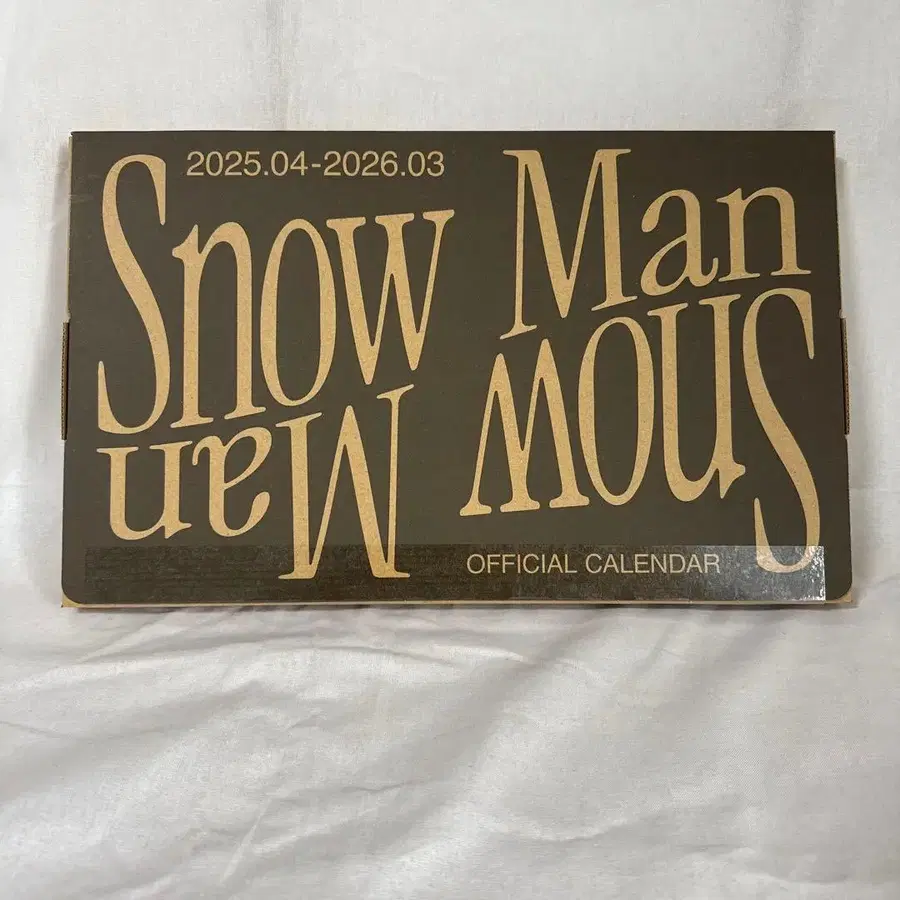 2025.04-2026.03
Snow Man
Snow Man
OFFICIAL CALENDAR